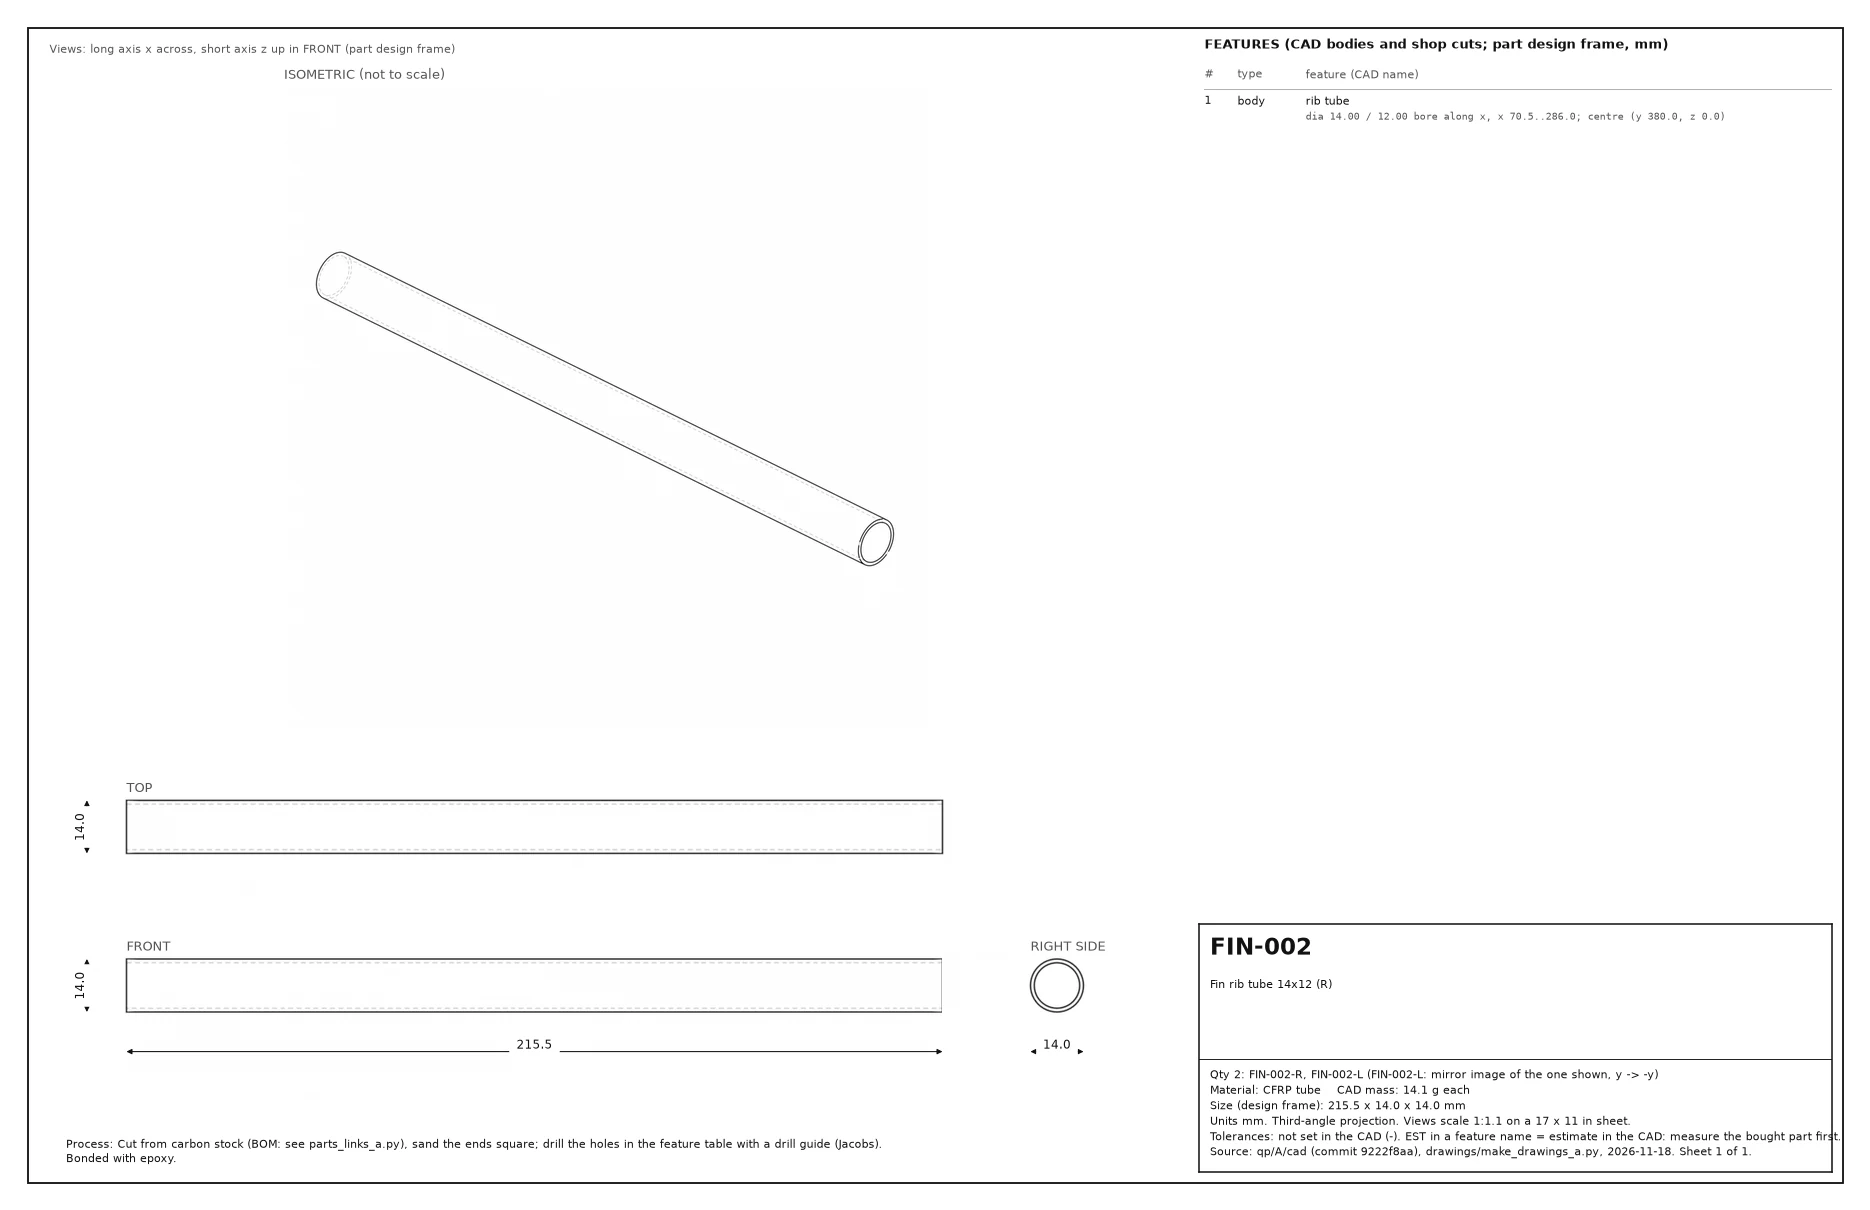 Views: long axis x across, short axis z up in FRONT (part design frame)
ISOMETRIC (not to scale)
FEATURES (CAD bodies and shop cuts; part design frame, mm)
# type feature (CAD name)
1 body rib tube
dia 14.00 / 12.00 bore along x, x 70.5..286.0; centre (y 380.0, z 0.0)
TOP
14.0
FRONT
14.0
215.5
RIGHT SIDE
14.0
Process: Cut from carbon stock (BOM: see parts_links_a.py), sand the ends square; drill the holes in the feature table with a drill guide (Jacobs).
Bonded with epoxy.
FIN-002
Fin rib tube 14x12 (R)
Qty 2: FIN-002-R, FIN-002-L (FIN-002-L: mirror image of the one shown, y -> -y)
Material: CFRP tube CAD mass: 14.1 g each
Size (design frame): 215.5 x 14.0 x 14.0 mm
Units mm. Third-angle projection. Views scale 1:1.1 on a 17 x 11 in sheet.
Tolerances: not set in the CAD (-). EST in a feature name = estimate in the CAD: measure the bought part first.
Source: qp/A/cad (commit 9222f8aa), drawings/make_drawings_a.py, 2026-11-18. Sheet 1 of 1.